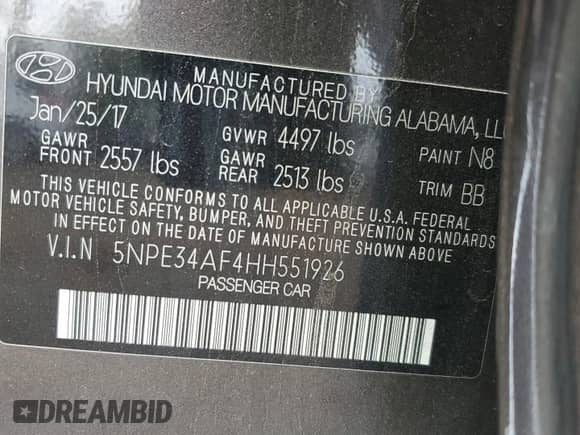 MANUFACTURED BY
HYUNDAI MOTOR MANUFACTURING ALABAMA, LLC
Jan/25/17 GVWR 4497 lbs PAINT N8
GAWR FRONT 2557 lbs GAWR REAR 2513 lbs TRIM BB
THIS VEHICLE CONFORMS TO ALL APPLICABLE U.S.A. FEDERAL
MOTOR VEHICLE SAFETY, BUMPER, AND THEFT PREVENTION STANDARDS
IN EFFECT ON THE DATE OF MANUFACTURE SHOWN ABOVE
V.I.N 5NPE34AF4HH551926
PASSENGER CAR
DREAMBID